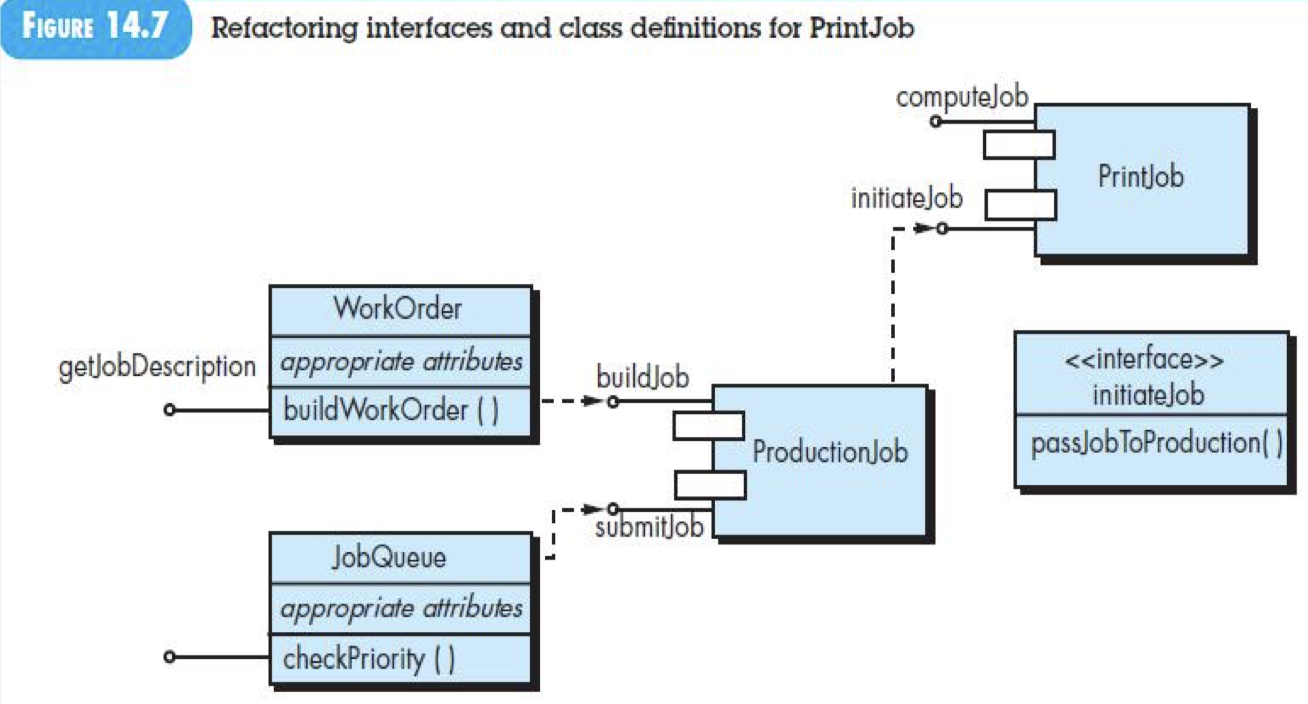 FIGURE 14.7 Refactoring interfaces and class definitions for PrintJob
computeJob
PrintJob
initiateJob
WorkOrder
appropriate attributes
buildWorkOrder ( )
getJobDescription
buildJob
ProductionJob
submitJob
<<interface>>
initiateJob
passJobToProduction( )
JobQueue
appropriate attributes
checkPriority ( )